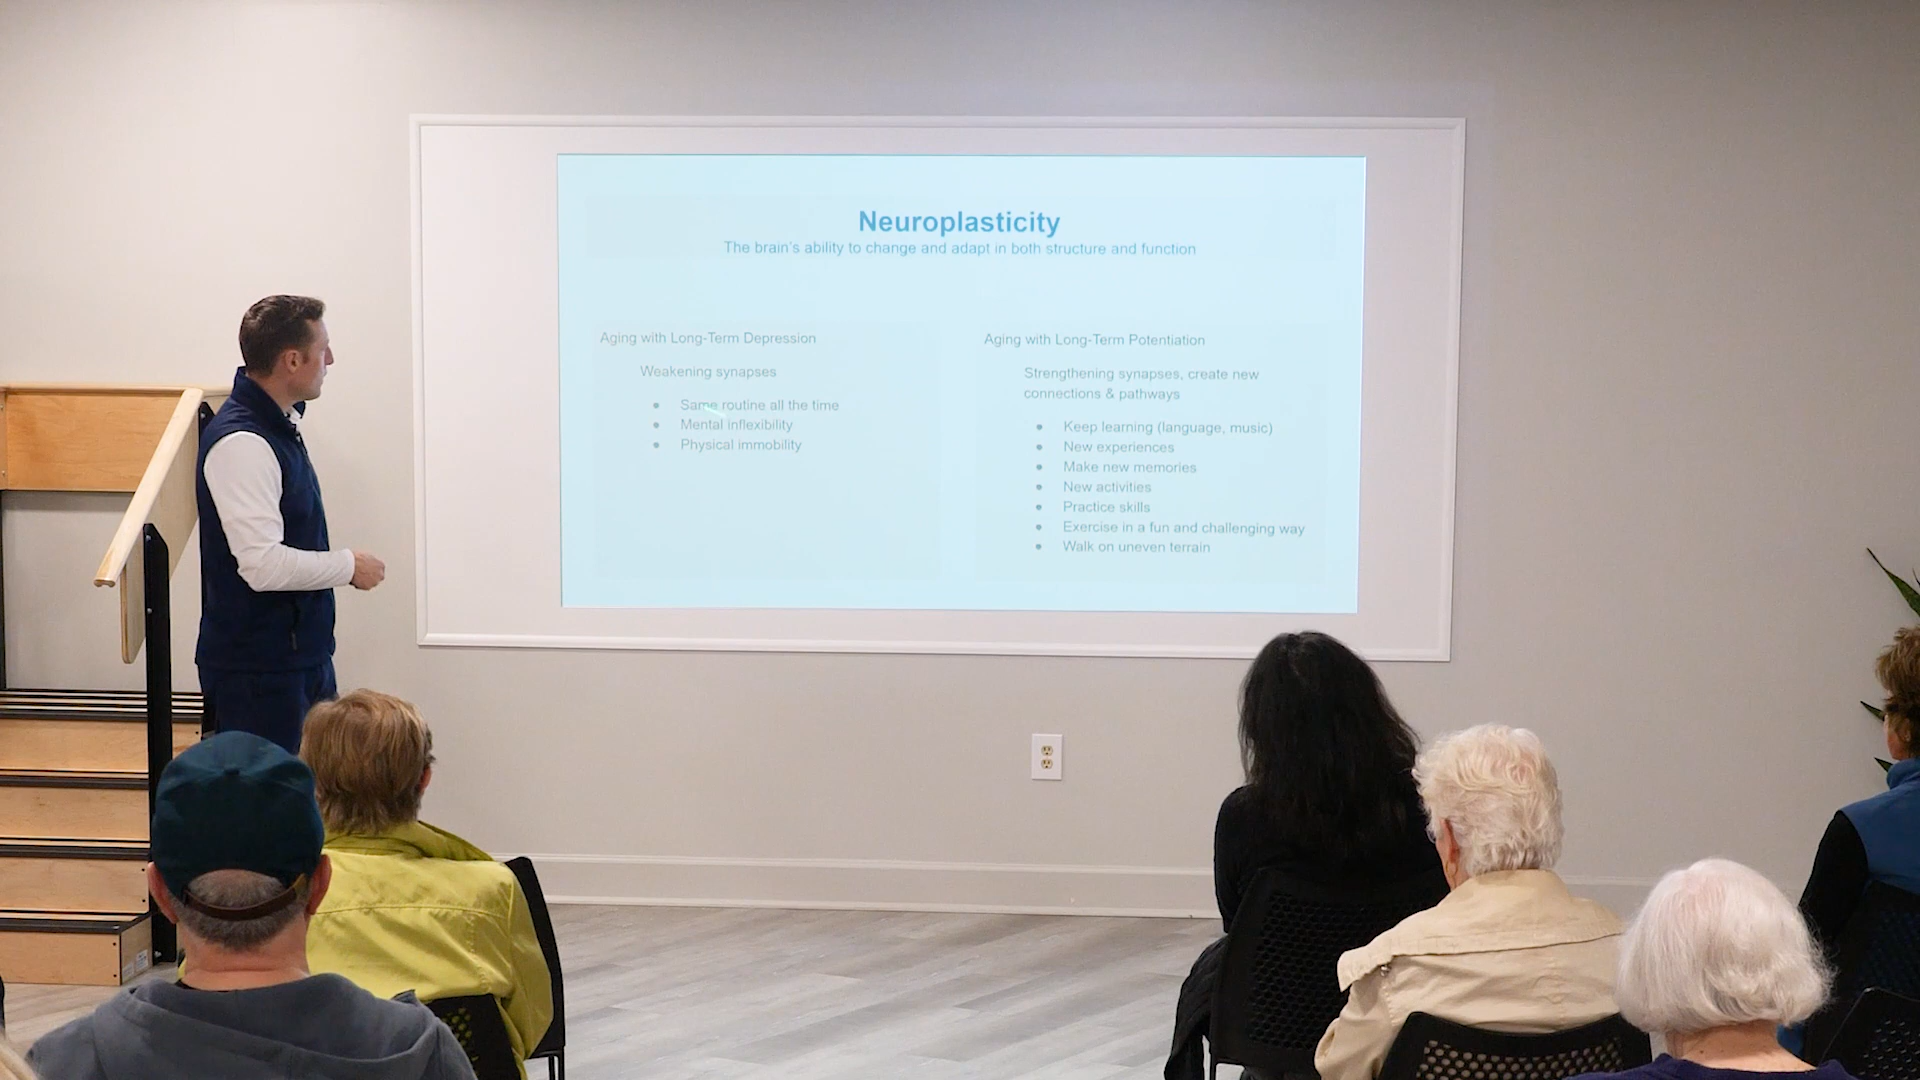 Neuroplasticity
The brain's ability to change and adapt in both structure and function
Aging with Long-Term Depression
Weakening synapses
● Same routine all the time
● Mental inflexibility
● Physical immobility
Aging with Long-Term Potentiation
Strengthening synapses, create new
connections & pathways
● Keep learning (language, music)
● New experiences
● Make new memories
● New activities
● Practice skills
● Exercise in a fun and challenging way
● Walk on uneven terrain